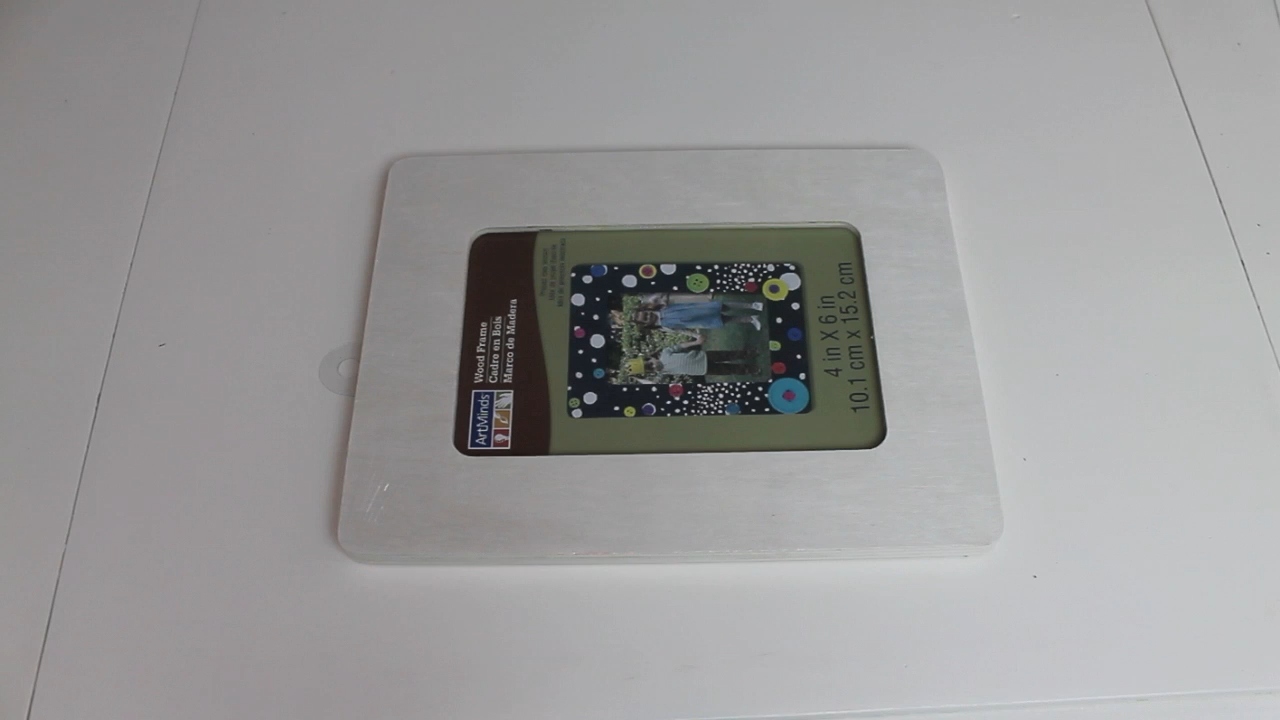 ArtMinds
Wood Frame
Cadre en Bois
Marco de Madera
4 in X 6 in
10.1 cm x 15.2 cm